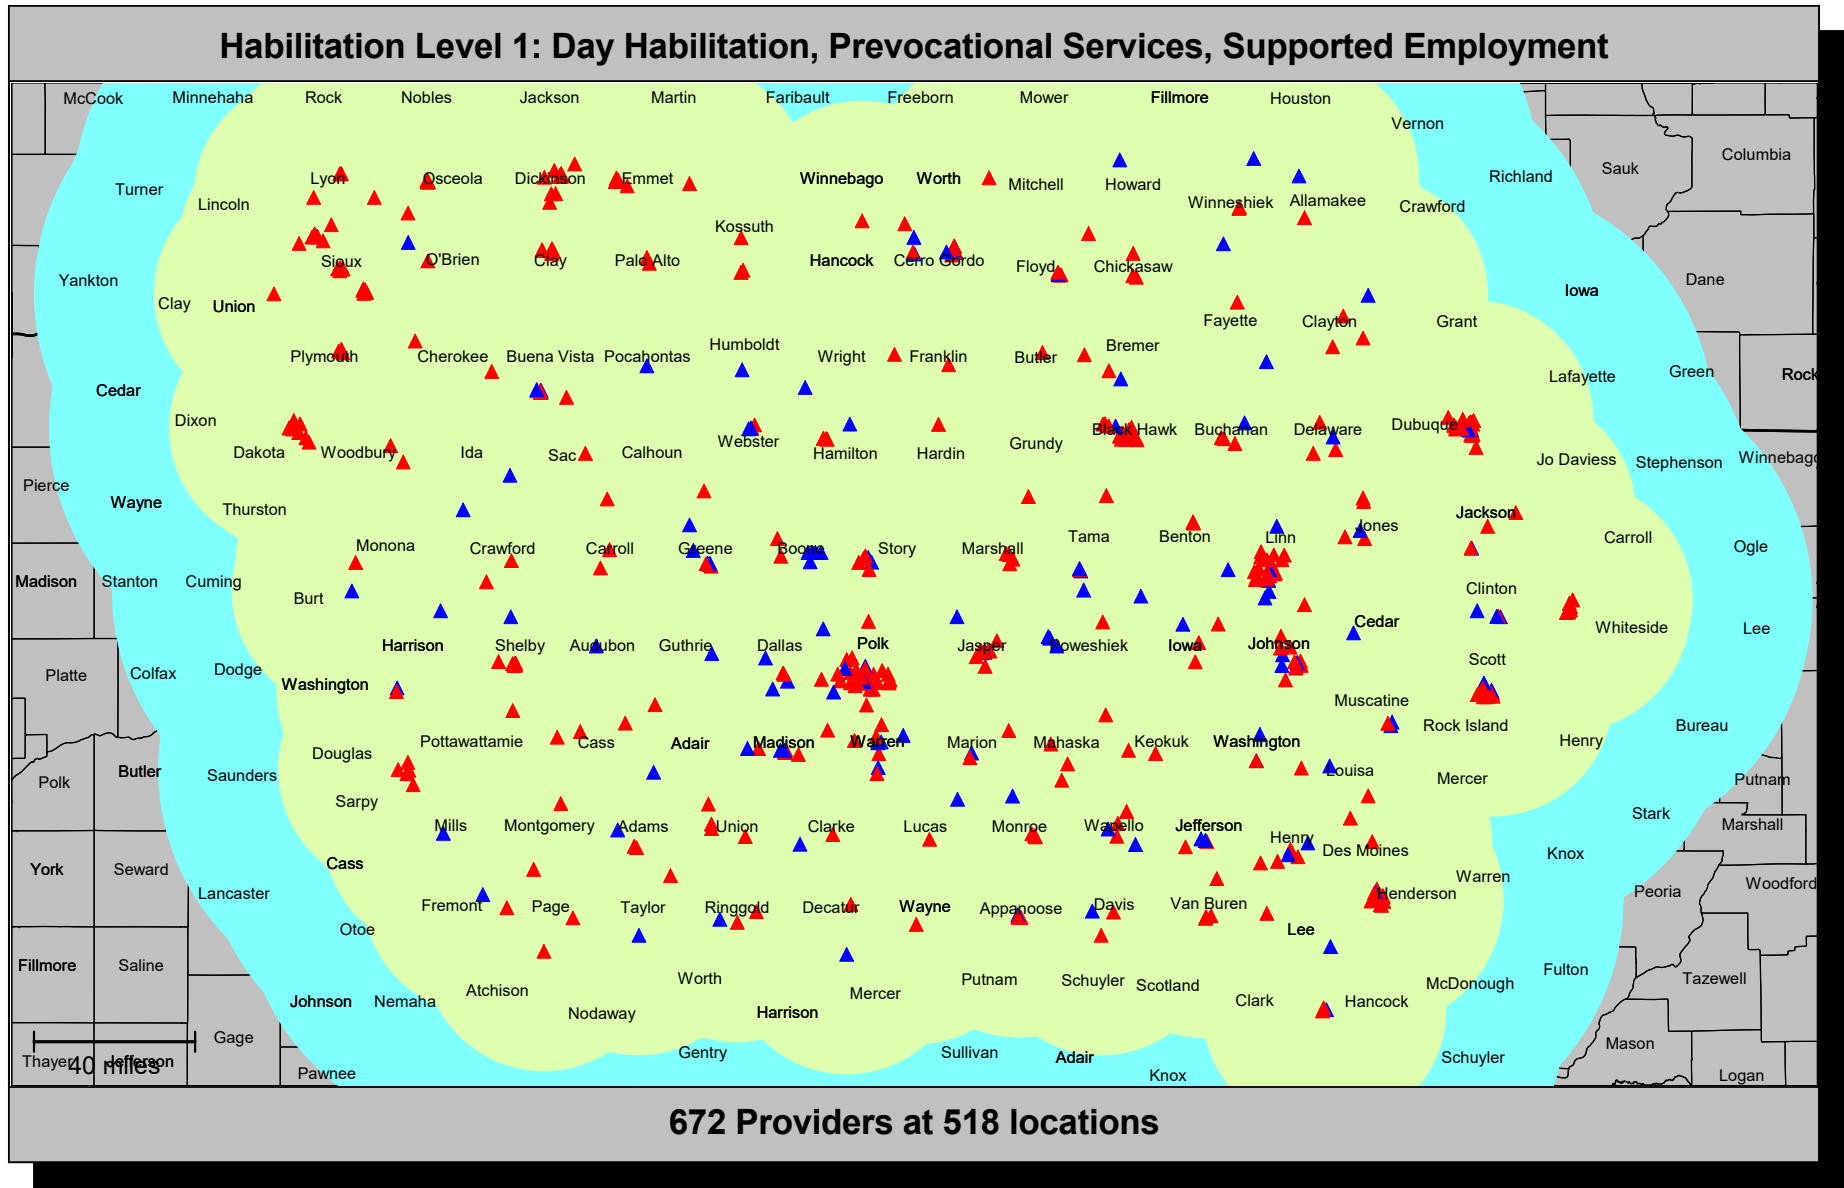 Habilitation Level 1: Day Habilitation, Prevocational Services, Supported Employment
McCook Minnehaha Rock Nobles Jackson Martin Faribault Freeborn Mower Fillmore Houston
Vernon
Sauk Columbia
Turner Lyon Osceola Dickinson Emmet Winnebago Worth Mitchell Howard Richland
Lincoln Winneshiek Allamakee Crawford
Kossuth
Yankton Sioux O'Brien Clay Palo Alto Hancock Cerro Gordo Floyd Chickasaw Dane
Clay Union Iowa
Fayette Clayton Grant
Plymouth Cherokee Buena Vista Pocahontas Humboldt Wright Franklin Butler Bremer
Cedar Lafayette Green Rock
Dixon Webster Black Hawk Buchanan Delaware Dubuque
Dakota Woodbury Ida Sac Calhoun Hamilton Hardin Grundy Jo Daviess Stephenson Winnebago
Pierce
Wayne Thurston Jackson
Monona Crawford Carroll Greene Boone Story Marshall Tama Benton Linn Jones Carroll Ogle
Madison Stanton Cuming
Burt Clinton
Harrison Shelby Audubon Guthrie Dallas Polk Jasper Poweshiek Iowa Johnson Cedar Whiteside Lee
Platte Colfax Dodge Scott
Washington Muscatine
Douglas Pottawattamie Cass Adair Madison Warren Marion Mahaska Keokuk Washington Rock Island Henry Bureau
Polk Butler Saunders Louisa Mercer Putnam
Sarpy
Mills Montgomery Adams Union Clarke Lucas Monroe Wapello Jefferson Henry Stark Marshall
York Seward Cass Des Moines Knox
Lancaster Warren Peoria Woodford
Fremont Page Taylor Ringgold Decatur Wayne Appanoose Davis Van Buren Henderson
Otoe Lee
Fillmore Saline Fulton
Johnson Nemaha Atchison Worth Mercer Putnam Schuyler Scotland Clark Hancock McDonough Tazewell
Nodaway Harrison
Gage Mason
Thayer Jefferson Gentry Sullivan Adair Schuyler
40 miles
Pawnee Knox Logan
672 Providers at 518 locations